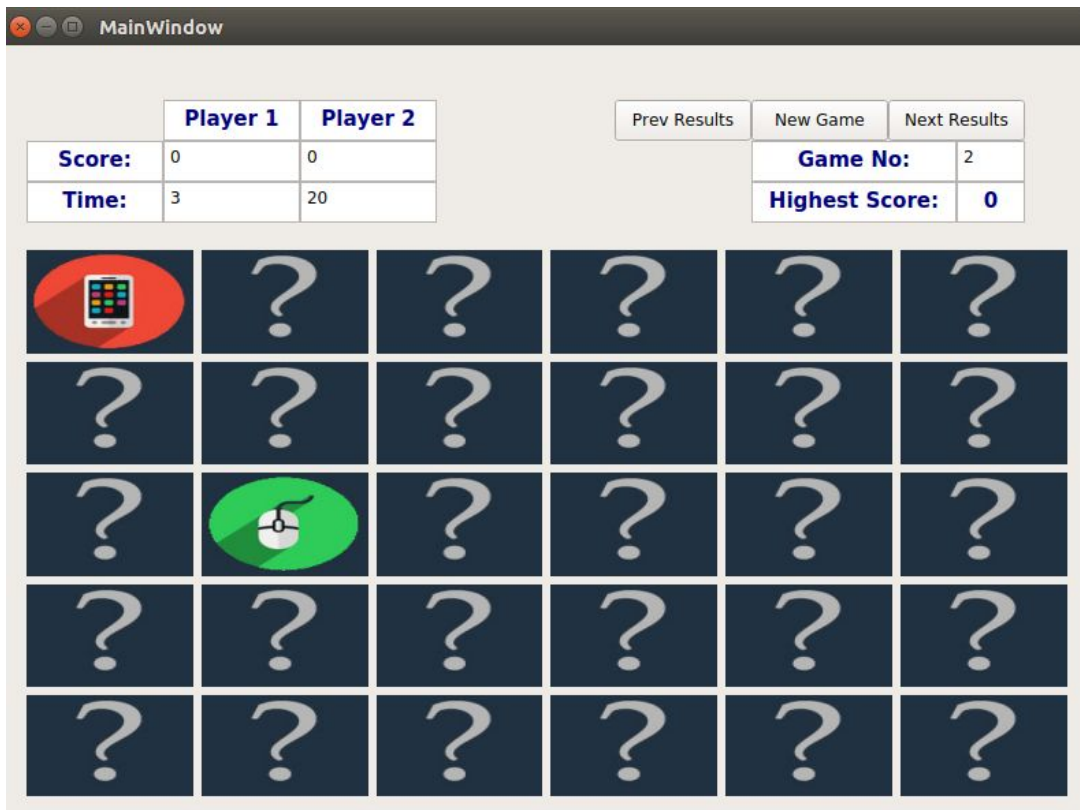 MainWindow
Player 1 Player 2
Score: 0 0
Time: 3 20
Prev Results New Game Next Results
Game No: 2
Highest Score: 0
? ? ? ? ?
? ? ? ? ? ?
? ? ? ? ?
? ? ? ? ? ?
? ? ? ? ? ?